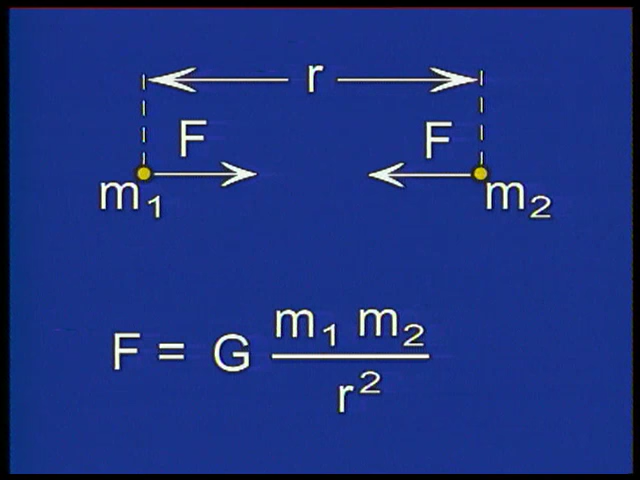 r
F F
m₁ m₂
F = G m₁ m₂ / r²